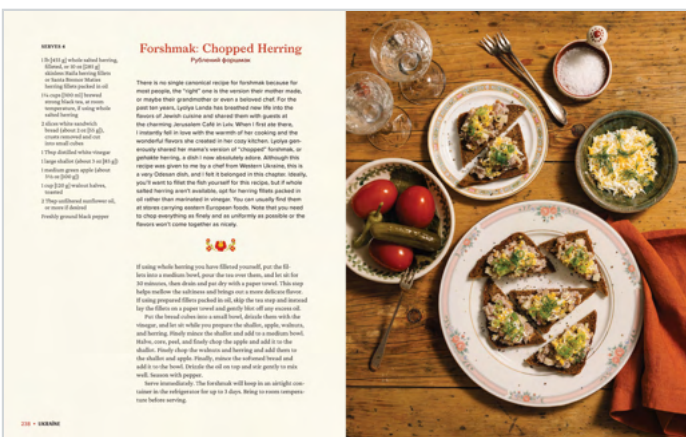 SERVES 4
1 lb [455 g] whole salted herring,
filleted, or 10 oz [280 g]
skinless Haifa herring fillets
or Santa Bremor Matias
herring fillets packed in oil
1¼ cups [300 ml] brewed
strong black tea, at room
temperature, if using whole
salted herring
2 slices white sandwich
bread (about 2 oz [55 g]),
crusts removed and cut
into small cubes
1 Tbsp distilled white vinegar
1 large shallot (about 3 oz [85 g])
1 medium green apple (about
1 cup [120 g] walnut halves,
toasted
2 Tbsp unfiltered sunflower oil,
or more if desired
Freshly ground black pepper
Forshmak: Chopped Herring
Рублений форшмак
There is no single canonical recipe for forshmak because for
most people, the "right" one is the version their mother made,
or maybe their grandmother or even a beloved chef. For the
past ten years, Lyolya Landa has breathed new life into the
flavors of Jewish cuisine and shared them with guests at
the charming Jerusalem Café in Lviv. When I first ate there,
I instantly fell in love with the warmth of her cooking and the
wonderful flavors she created in her cozy kitchen. Lyolya gen-
erously shared her mama's version of "chopped" forshmak, or
gehakte herring, a dish I now absolutely adore. Although this
recipe was given to me by a chef from Western Ukraine, this is
a very Odesan dish, and I felt it belonged in this chapter. Ideally,
you'll want to fillet the fish yourself for this recipe, but if whole
salted herring aren't available, opt for herring fillets packed in
oil rather than marinated in vinegar. You can usually find them
at stores carrying eastern European foods. Note that you need
to chop everything as finely and as uniformly as possible or the
flavors won't come together as nicely.
If using whole herring you have filleted yourself, put the fil-
lets into a medium bowl, pour the tea over them, and let sit for
30 minutes, then drain and pat dry with a paper towel. This step
helps mellow the saltiness and brings out a more delicate flavor.
If using prepared fillets packed in oil, skip the tea step and instead
lay the fillets on a paper towel and gently blot off any excess oil.
Put the bread cubes into a small bowl, drizzle them with the
vinegar, and let sit while you prepare the shallot, apple, walnuts,
and herring. Finely mince the shallot and add to a medium bowl.
Halve, core, peel, and finely chop the apple and add it to the
shallot. Finely chop the walnuts and herring and add them to
the shallot and apple. Finally, mince the softened bread and
add it to the bowl. Drizzle the oil on top and stir gently to mix
well. Season with pepper.
Serve immediately. The forshmak will keep in an airtight con-
tainer in the refrigerator for up to 3 days. Bring to room tempera-
ture before serving.
238 • UKRAINE